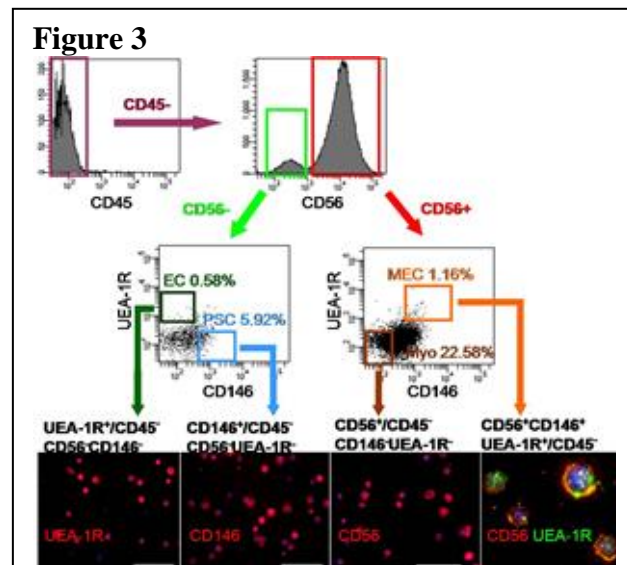 Figure 3
CD45-
CD45
CD56
CD56-
CD56+
EC 0.58%
PSC 5.92%
UEA-1R
CD146
MEC 1.16%
Myo 22.58%
UEA-1R
CD146
UEA-1R⁺/CD45⁻
CD56⁻CD146⁻
CD146⁺/CD45⁻
CD56⁻UEA-1R⁻
CD56⁺/CD45⁻
CD146⁻UEA-1R⁻
CD56⁺CD146⁺
UEA-1R⁺/CD45⁻
UEA-1R
CD146
CD56
CD56 UEA-1R